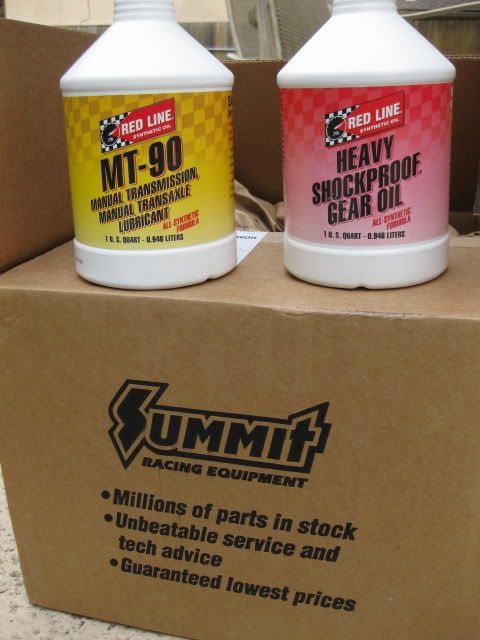 RED LINE
SYNTHETIC OIL
MT-90
MANUAL TRANSMISSION,
MANUAL TRANSAXLE
LUBRICANT
ALL-SYNTHETIC
FORMULA
1 U. S. QUART - 0.946 LITERS
RED LINE
SYNTHETIC OIL
HEAVY
SHOCKPROOF
GEAR OIL
ALL-SYNTHETIC
FORMULA
1 U. S. QUART - 0.946 LITERS
SUMMIT
RACING EQUIPMENT
•Millions of parts in stock
•Unbeatable service and
tech advice
•Guaranteed lowest prices